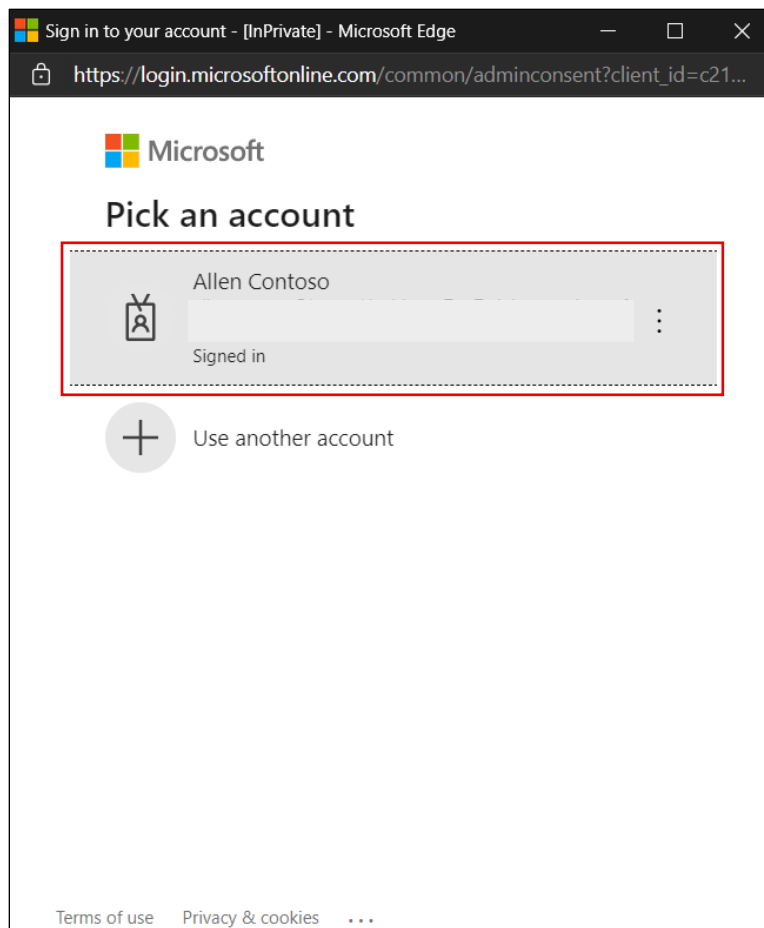 Sign in to your account - [InPrivate] - Microsoft Edge
https://login.microsoftonline.com/common/adminconsent?client_id=c21...
Microsoft
Pick an account
Allen Contoso
Signed in
Use another account
Terms of use Privacy & cookies ...